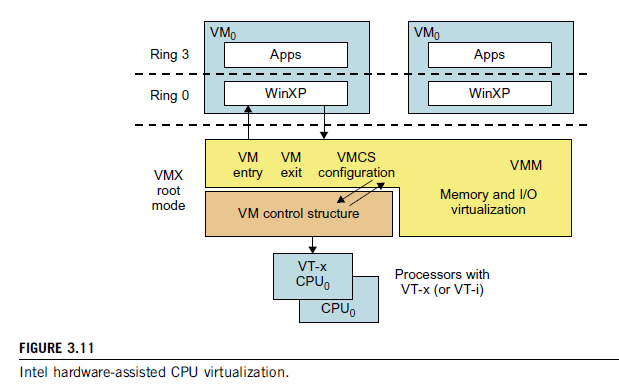 VM0 VM0
Ring 3 Apps Apps
Ring 0 WinXP WinXP
VMX
root
mode
VM
entry
VM
exit
VMCS
configuration
VMM
Memory and I/O
virtualization
VM control structure
VT-x
CPU0
CPU0
Processors with
VT-x (or VT-i)
FIGURE 3.11
Intel hardware-assisted CPU virtualization.